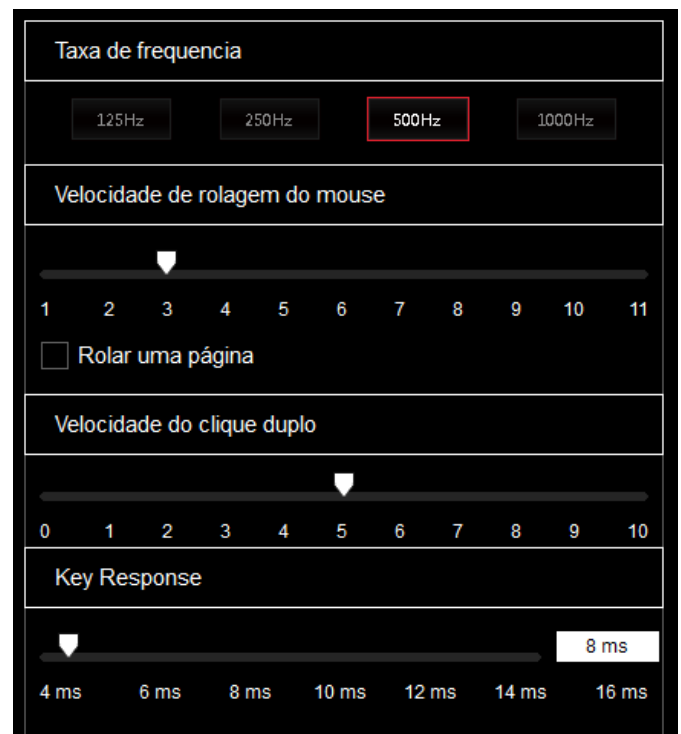 Taxa de frequencia
125Hz 250Hz 500Hz 1000Hz
Velocidade de rolagem do mouse
1 2 3 4 5 6 7 8 9 10 11
Rolar uma página
Velocidade do clique duplo
0 1 2 3 4 5 6 7 8 9 10
Key Response
8 ms
4 ms 6 ms 8 ms 10 ms 12 ms 14 ms 16 ms